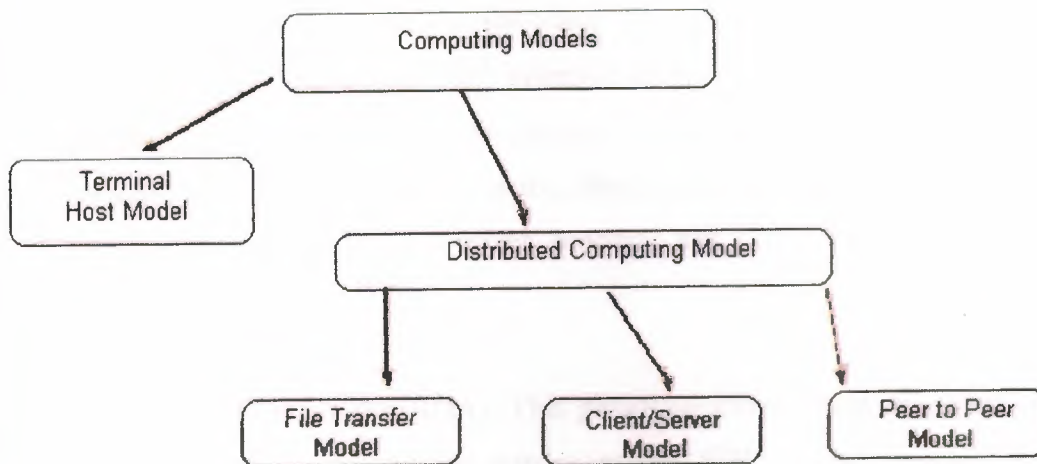 Computing Models
Terminal
Host Model
Distributed Computing Model
File Transfer
Model
Client/Server
Model
Peer to Peer
Model